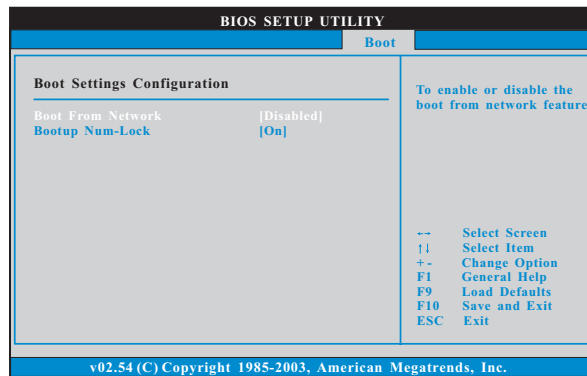 BIOS SETUP UTILITY
Boot
Boot Settings Configuration
Boot From Network [Disabled]
Bootup Num-Lock [On]
To enable or disable the
boot from network feature
←→ Select Screen
↑↓ Select Item
+ - Change Option
F1 General Help
F9 Load Defaults
F10 Save and Exit
ESC Exit
v02.54 (C) Copyright 1985-2003, American Megatrends, Inc.